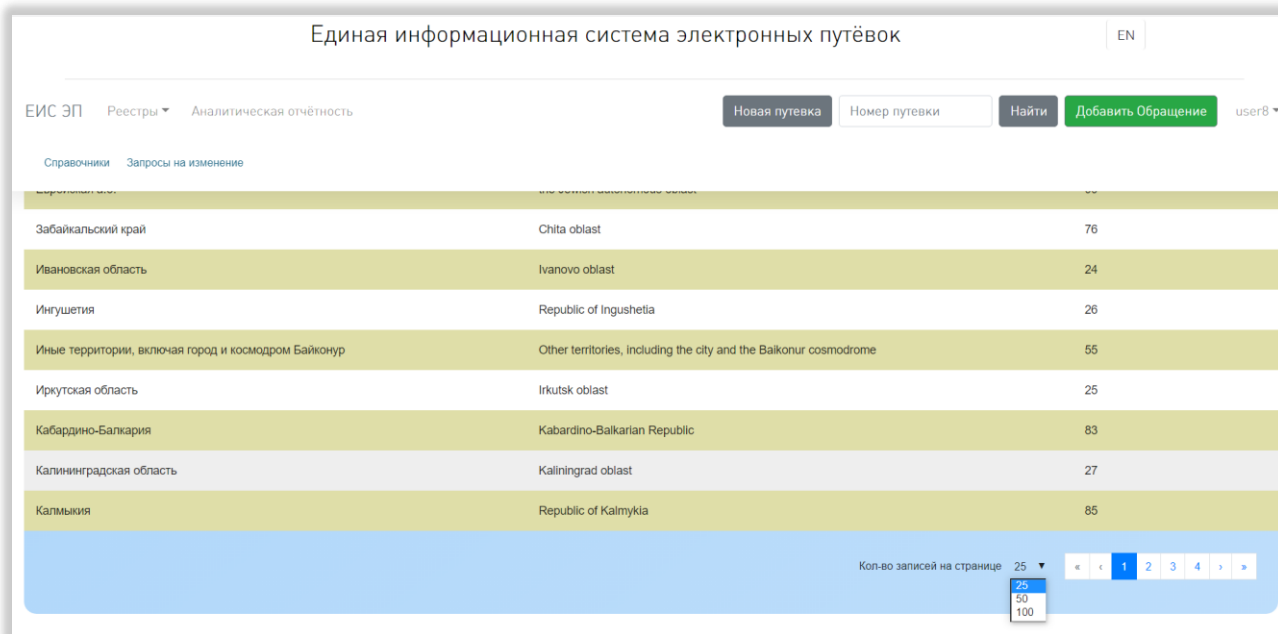 Единая информационная система электронных путёвок EN
ЕИС ЭП Реестры Аналитическая отчётность Новая путевка Номер путевки Найти Добавить Обращение user8
Справочники Запросы на изменение
Забайкальский край Chita oblast 76
Ивановская область Ivanovo oblast 24
Ингушетия Republic of Ingushetia 26
Иные территории, включая город и космодром Байконур Other territories, including the city and the Baikonur cosmodrome 55
Иркутская область Irkutsk oblast 25
Кабардино-Балкария Kabardino-Balkarian Republic 83
Калининградская область Kaliningrad oblast 27
Калмыкия Republic of Kalmykia 85
Кол-во записей на странице 25 « ‹ 1 2 3 4 › »
25
50
100